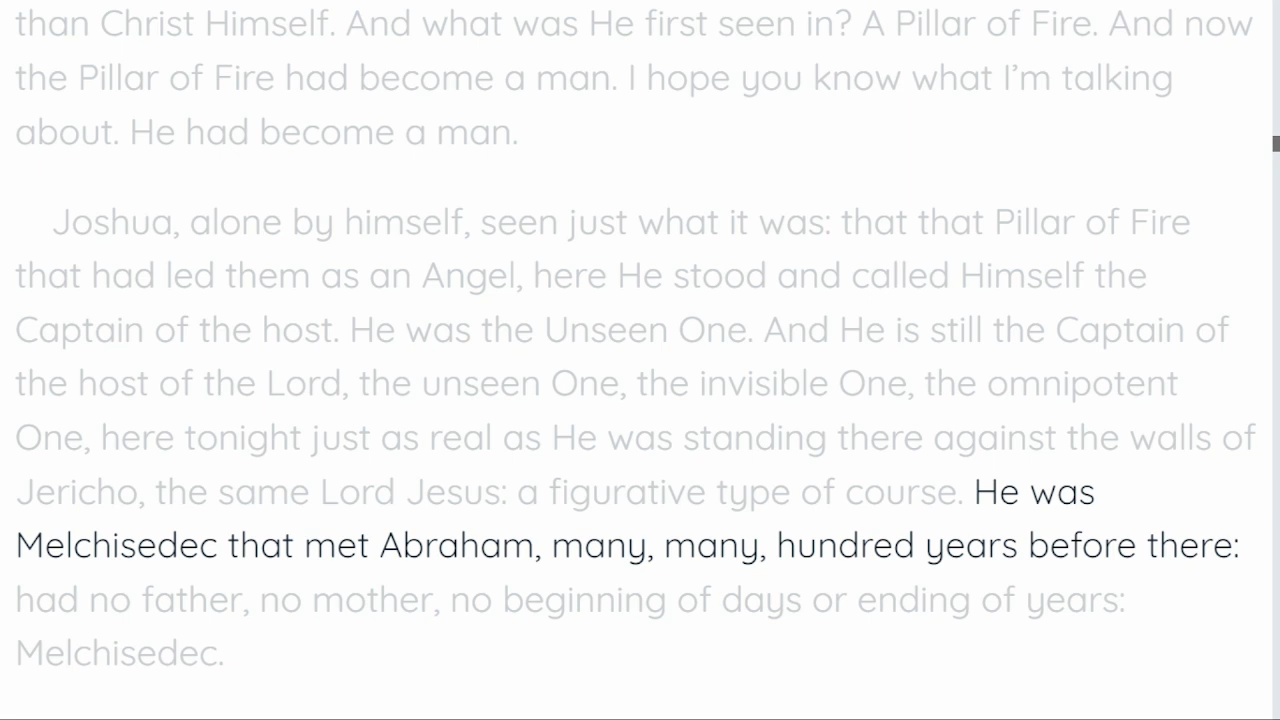 than Christ Himself. And what was He first seen in? A Pillar of Fire. And now
the Pillar of Fire had become a man. I hope you know what I’m talking
about. He had become a man.
Joshua, alone by himself, seen just what it was: that that Pillar of Fire
that had led them as an Angel, here He stood and called Himself the
Captain of the host. He was the Unseen One. And He is still the Captain of
the host of the Lord, the unseen One, the invisible One, the omnipotent
One, here tonight just as real as He was standing there against the walls of
Jericho, the same Lord Jesus: a figurative type of course. He was
Melchisedec that met Abraham, many, many, hundred years before there:
had no father, no mother, no beginning of days or ending of years:
Melchisedec.